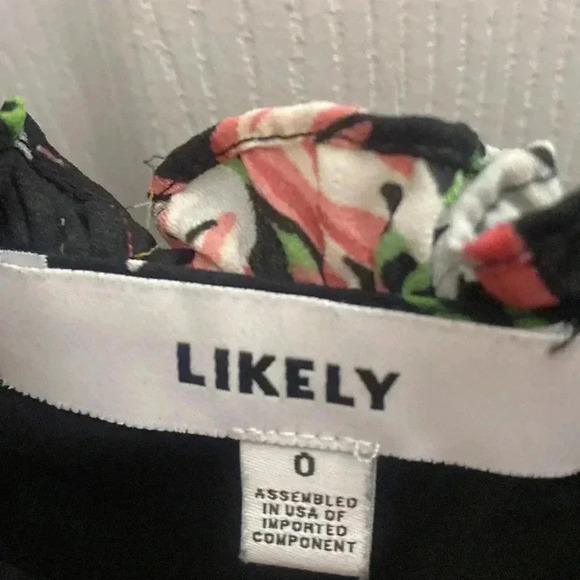 LIKELY
0
ASSEMBLED
IN USA OF
IMPORTED
COMPONENT